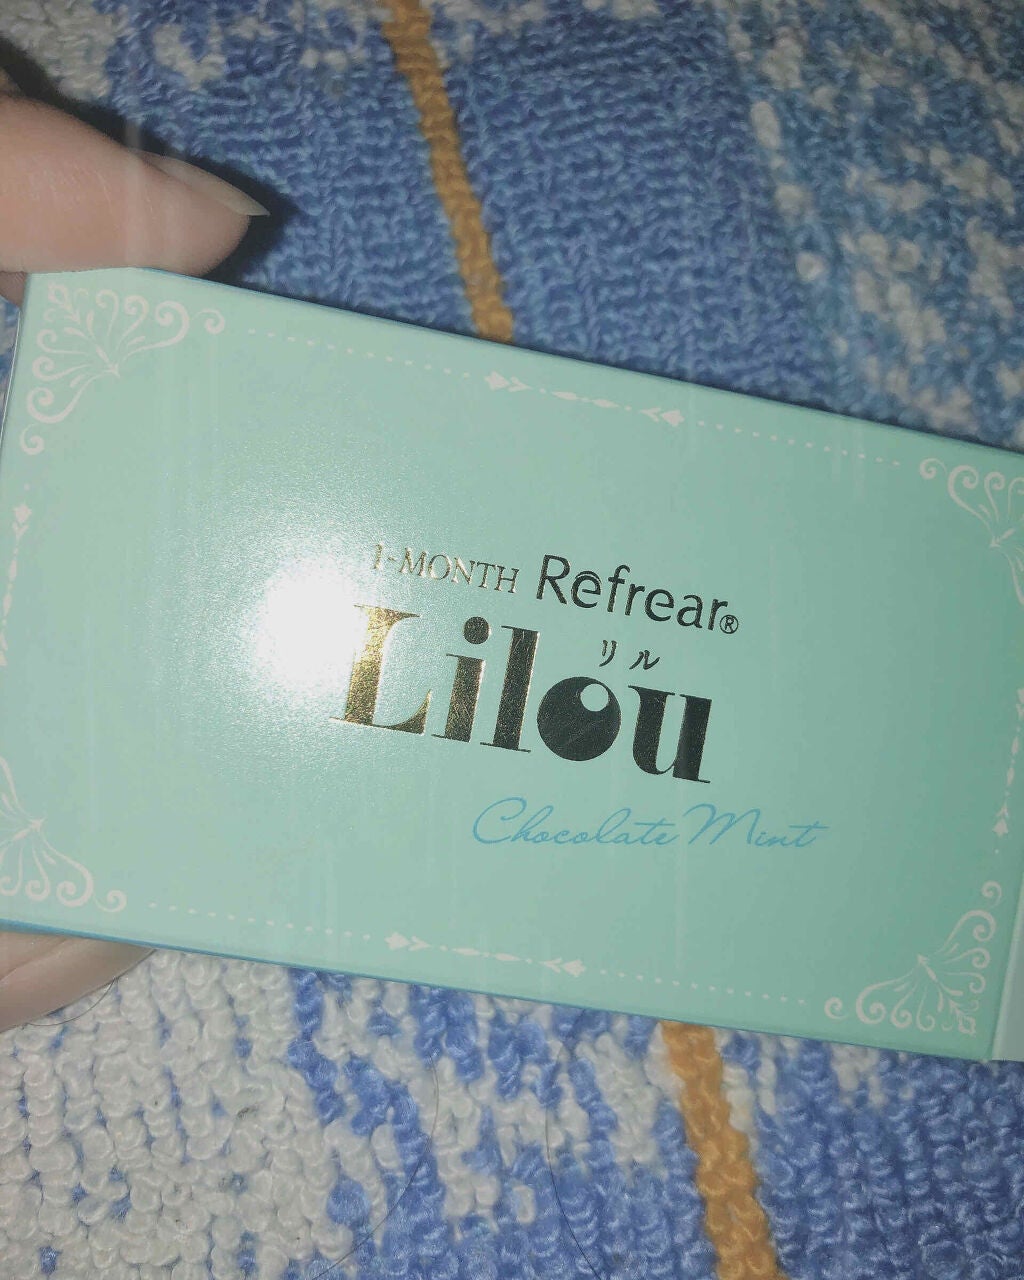 1-MONTH Refrear®
リル
Lilou
Chocolate Mint